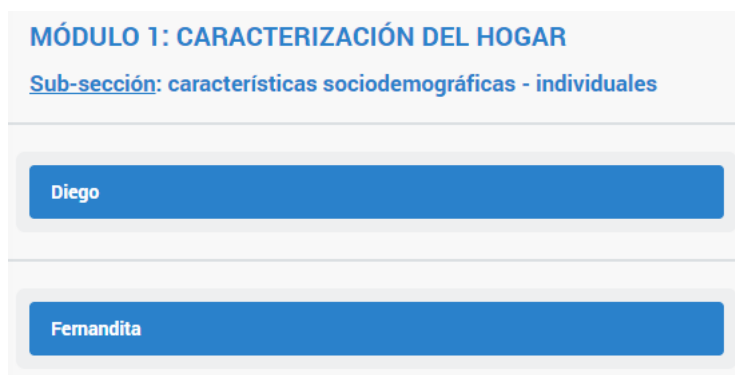 MÓDULO 1: CARACTERIZACIÓN DEL HOGAR
Sub-sección: características sociodemográficas - individuales
Diego
Fernandita